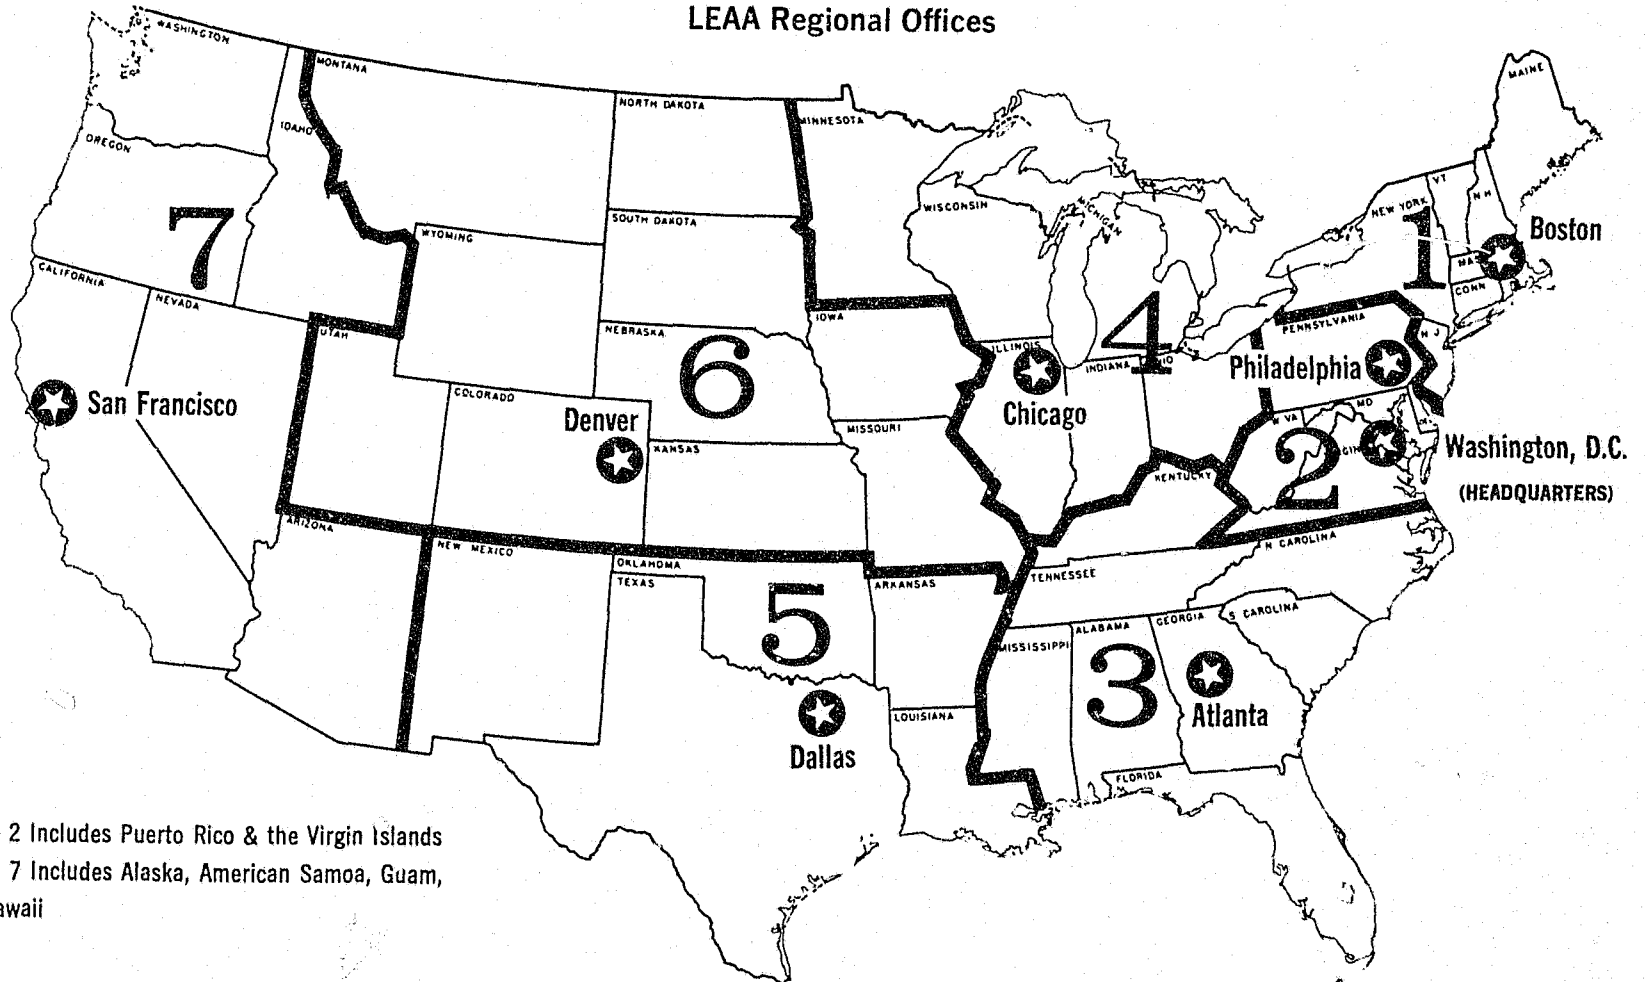 LEAA Regional Offices
WASHINGTON
MONTANA
NORTH DAKOTA
MINNESOTA
MAINE
IDAHO
OREGON
VT
N H
NEW YORK
WISCONSIN
MICHIGAN
SOUTH DAKOTA
WYOMING
7
1
Boston
MAS
CONN
CALIFORNIA
NEVADA
UTAH
NEBRASKA
IOWA
ILLINOIS
INDIANA
4
PENNSYLVANIA
N J
6
Philadelphia
San Francisco
COLORADO
Denver
Chicago
MD
W VA
MISSOURI
KANSAS
2
Washington, D.C.
(HEADQUARTERS)
KENTUCKY
ARIZONA
NEW MEXICO
OKLAHOMA
TEXAS
ARKANSAS
TENNESSEE
N CAROLINA
5
S CAROLINA
GEORGIA
ALABAMA
MISSISSIPPI
3
Atlanta
LOUISIANA
Dallas
FLORIDA
2 Includes Puerto Rico & the Virgin Islands
7 Includes Alaska, American Samoa, Guam,
awaii